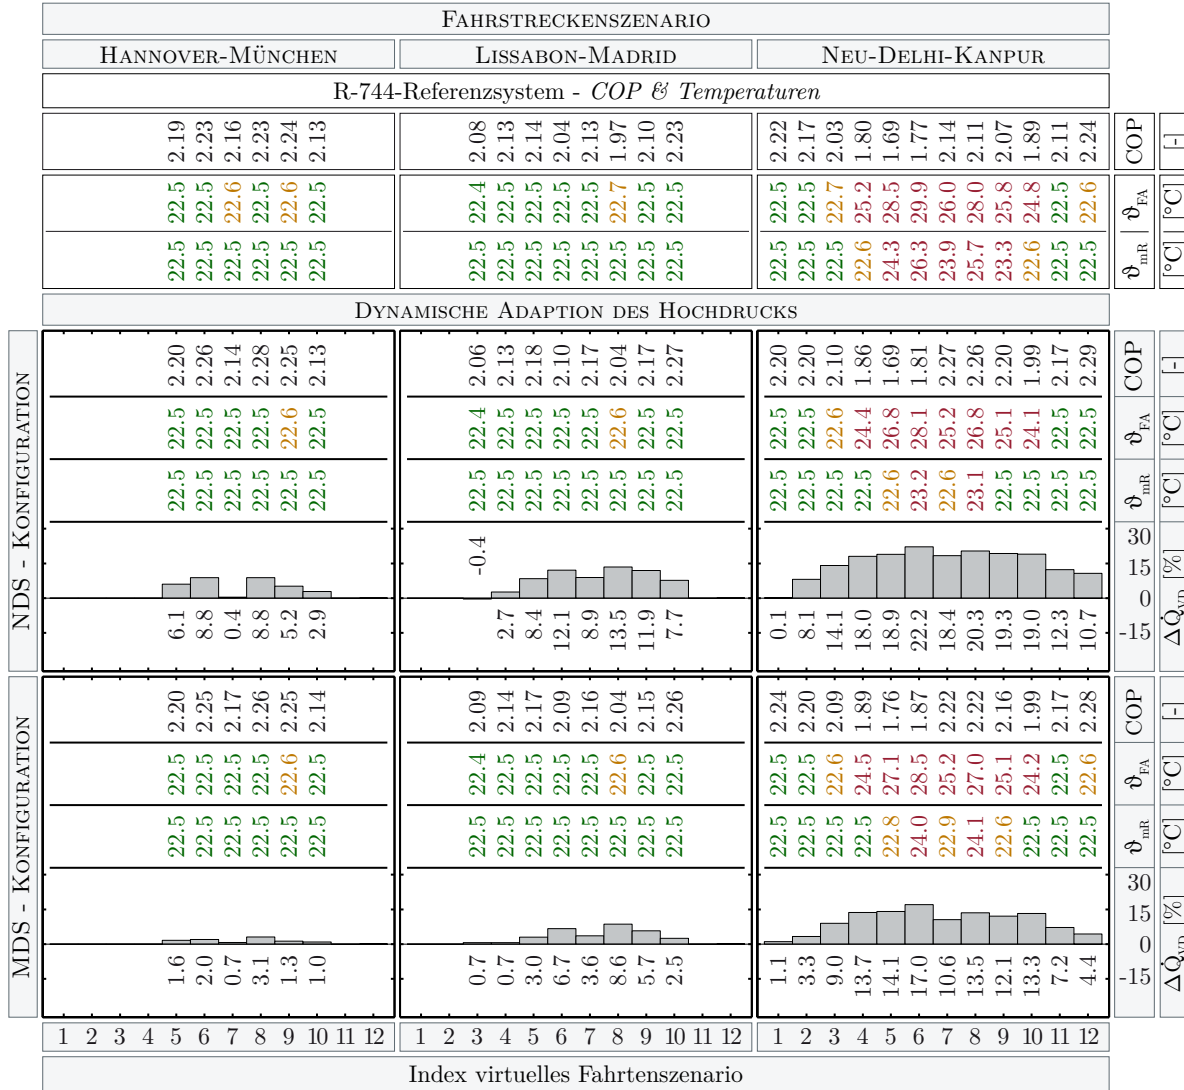 FAHRSTRECKENSZENARIO
HANNOVER-MÜNCHEN LISSABON-MADRID NEU-DELHI-KANPUR
R-744-Referenzsystem - COP & Temperaturen
2.19 2.23 2.16 2.23 2.24 2.13 2.08 2.13 2.14 2.04 2.13 1.97 2.10 2.23 2.22 2.17 2.03 1.80 1.69 1.77 2.14 2.11 2.07 1.89 2.11 2.24 COP [-]
22.5 22.5 22.6 22.5 22.6 22.5 22.4 22.5 22.5 22.5 22.5 22.7 22.5 22.5 22.5 22.5 22.7 25.2 28.5 29.9 26.0 28.0 25.8 24.8 22.5 22.6 ϑFA [°C]
22.5 22.5 22.5 22.5 22.5 22.5 22.5 22.5 22.5 22.5 22.5 22.5 22.5 22.5 22.5 22.5 22.5 22.6 24.3 26.3 23.9 25.7 23.3 22.6 22.5 22.5 ϑmR [°C]
DYNAMISCHE ADAPTION DES HOCHDRUCKS
NDS - KONFIGURATION
2.20 2.26 2.14 2.28 2.25 2.13 2.06 2.13 2.18 2.10 2.17 2.04 2.17 2.27 2.20 2.20 2.10 1.86 1.69 1.81 2.27 2.26 2.20 1.99 2.17 2.29 COP [-]
22.5 22.5 22.5 22.5 22.6 22.5 22.4 22.5 22.5 22.5 22.5 22.6 22.5 22.5 22.5 22.5 22.6 24.4 26.8 28.1 25.2 26.8 25.1 24.1 22.5 22.5 ϑFA [°C]
22.5 22.5 22.5 22.5 22.5 22.5 22.5 22.5 22.5 22.5 22.5 22.5 22.5 22.5 22.5 22.5 22.5 22.5 22.6 23.2 22.6 23.1 22.5 22.5 22.5 22.5 ϑmR [°C]
6.1 8.8 0.4 8.8 5.2 2.9 -0.4 2.7 8.4 12.1 8.9 13.5 11.9 7.7 0.1 8.1 14.1 18.0 18.9 22.2 18.4 20.3 19.3 19.0 12.3 10.7 ΔQ̇VD [%]
30
15
0
-15
MDS - KONFIGURATION
2.20 2.25 2.17 2.26 2.25 2.14 2.09 2.14 2.17 2.09 2.16 2.04 2.15 2.26 2.24 2.20 2.09 1.89 1.76 1.87 2.22 2.22 2.16 1.99 2.17 2.28 COP [-]
22.5 22.5 22.5 22.5 22.6 22.5 22.4 22.5 22.5 22.5 22.5 22.6 22.5 22.5 22.5 22.5 22.6 24.5 27.1 28.5 25.2 27.0 25.1 24.2 22.5 22.6 ϑFA [°C]
22.5 22.5 22.5 22.5 22.5 22.5 22.5 22.5 22.5 22.5 22.5 22.5 22.5 22.5 22.5 22.5 22.5 22.5 22.8 24.0 22.9 24.1 22.6 22.5 22.5 22.5 ϑmR [°C]
1.6 2.0 0.7 3.1 1.3 1.0 0.7 0.7 3.0 6.7 3.6 8.6 5.7 2.5 1.1 3.3 9.0 13.7 14.1 17.0 10.6 13.5 12.1 13.3 7.2 4.4 ΔQ̇VD [%]
30
15
0
-15
1 2 3 4 5 6 7 8 9 10 11 12 1 2 3 4 5 6 7 8 9 10 11 12 1 2 3 4 5 6 7 8 9 10 11 12
Index virtuelles Fahrtenszenario